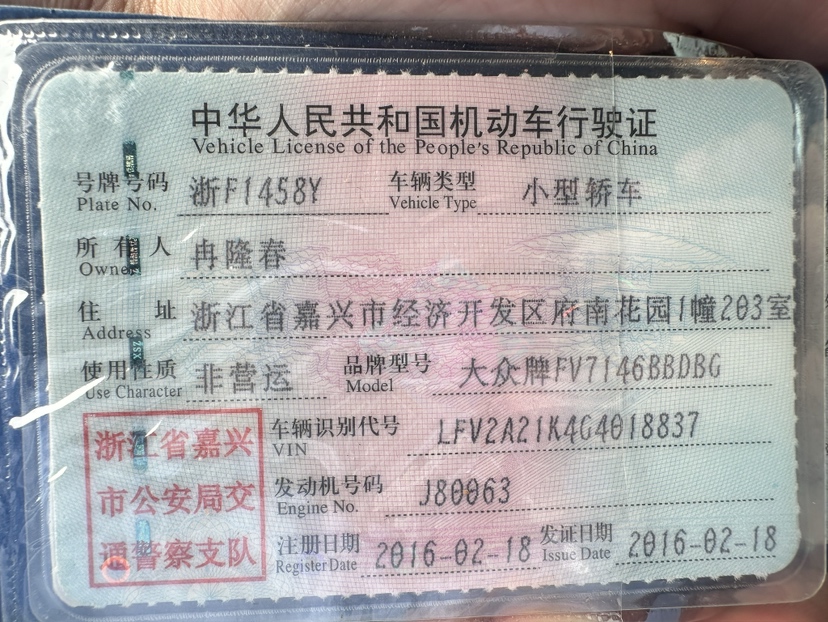 中华人民共和国机动车行驶证
Vehicle License of the People's Republic of China
号牌号码 浙F1458Y 车辆类型 小型轿车
Plate No. Vehicle Type
所有人 冉隆春
Owner
住址 浙江省嘉兴市经济开发区府南花园1幢203室
Address
使用性质 非营运 品牌型号 大众牌FV7146BBDBG
Use Character Model
车辆识别代号 LFV2A21K4G4018837
VIN
发动机号码 J80063
Engine No.
注册日期 2016-02-18 发证日期 2016-02-18
Register Date Issue Date
浙江省嘉兴
市公安局交
通警察支队